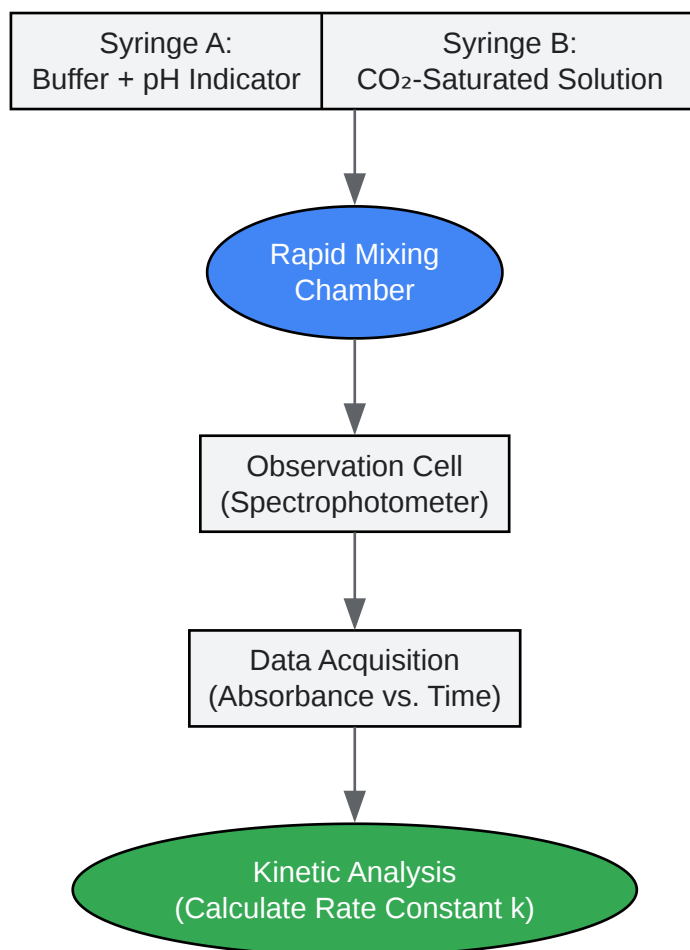 Syringe A:
Buffer + pH Indicator
Syringe B:
CO₂-Saturated Solution
Rapid Mixing
Chamber
Observation Cell
(Spectrophotometer)
Data Acquisition
(Absorbance vs. Time)
Kinetic Analysis
(Calculate Rate Constant k)